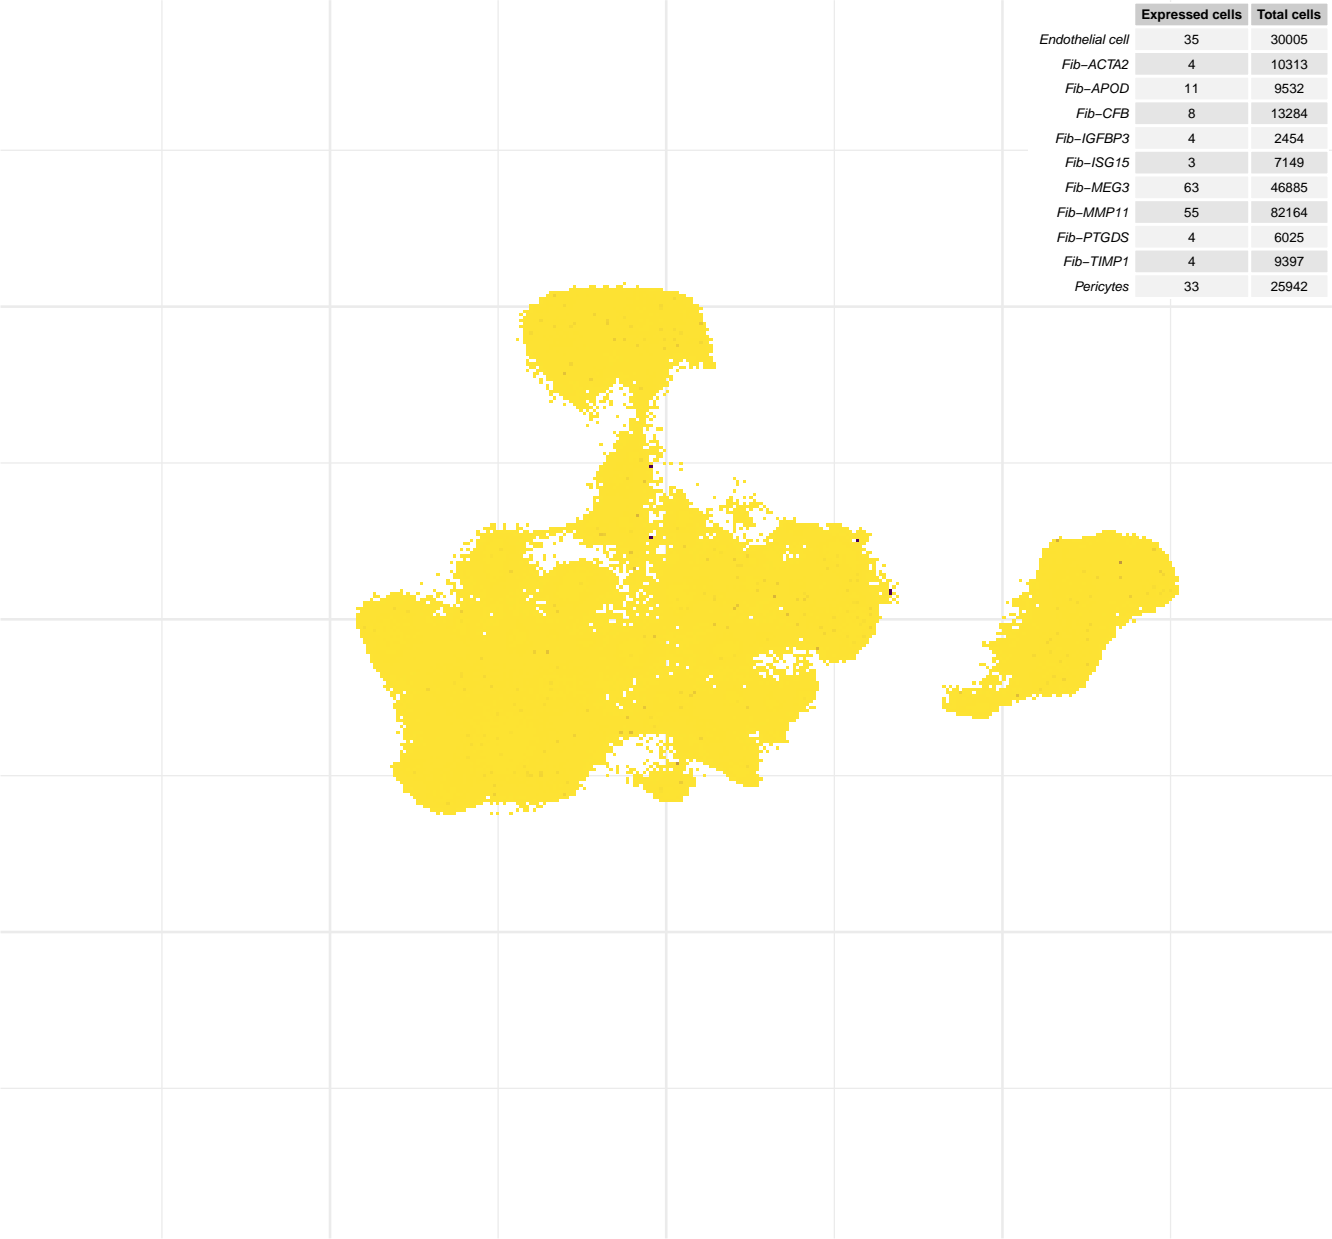 Expressed cells Total cells
Endothelial cell 35 30005
Fib−ACTA2 4 10313
Fib−APOD 11 9532
Fib−CFB 8 13284
Fib−IGFBP3 4 2454
Fib−ISG15 3 7149
Fib−MEG3 63 46885
Fib−MMP11 55 82164
Fib−PTGDS 4 6025
Fib−TIMP1 4 9397
Pericytes 33 25942